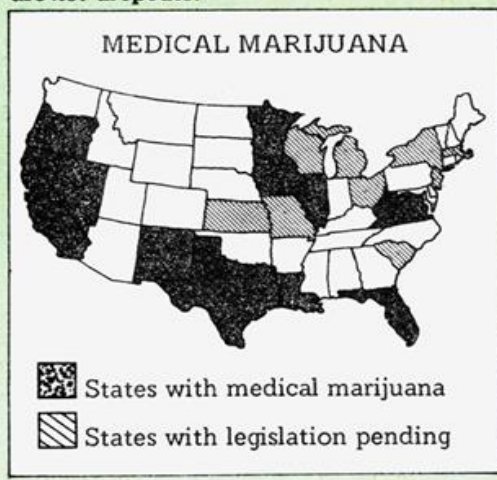 MEDICAL MARIJUANA
States with medical marijuana
States with legislation pending